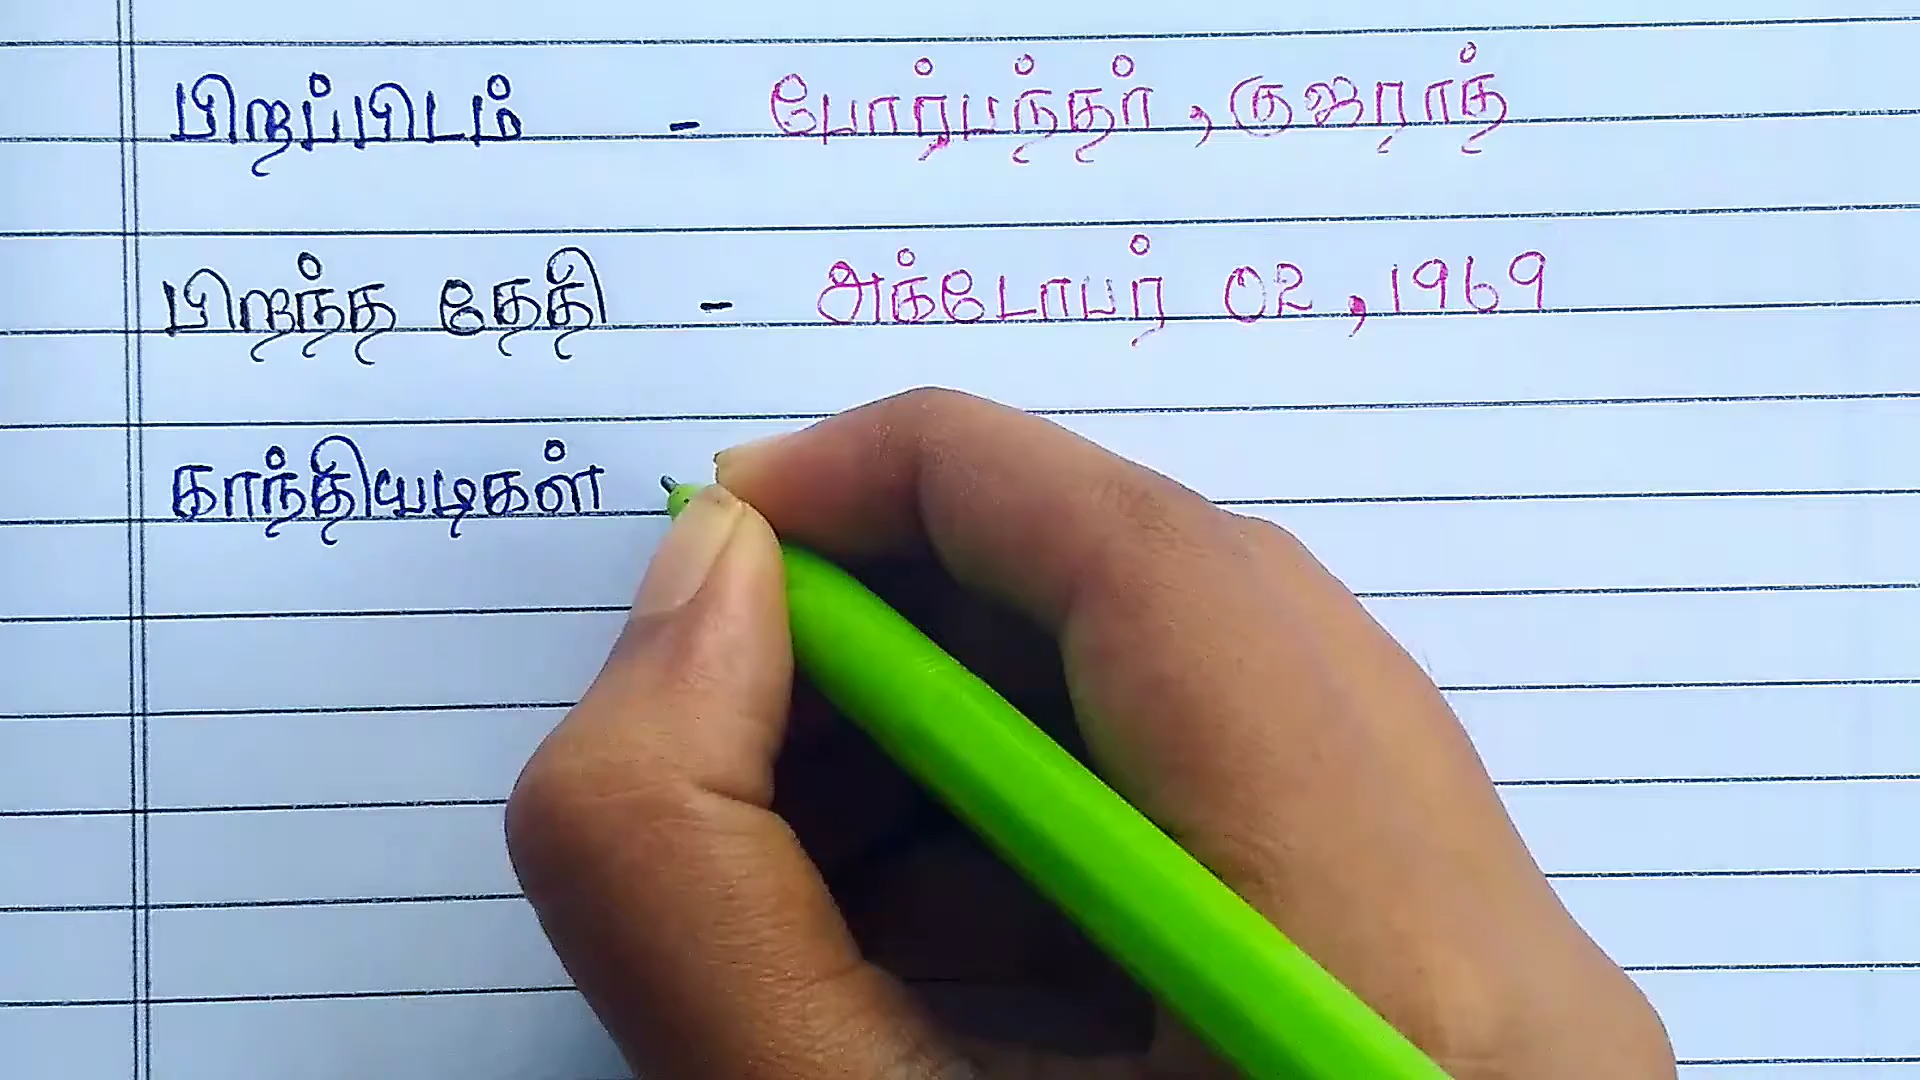 பிறப்பிடம் - போர்பந்தர் , குஜராத்
பிறந்த தேதி - அக்டோபர் 02 , 1969
காந்தியடிகள்